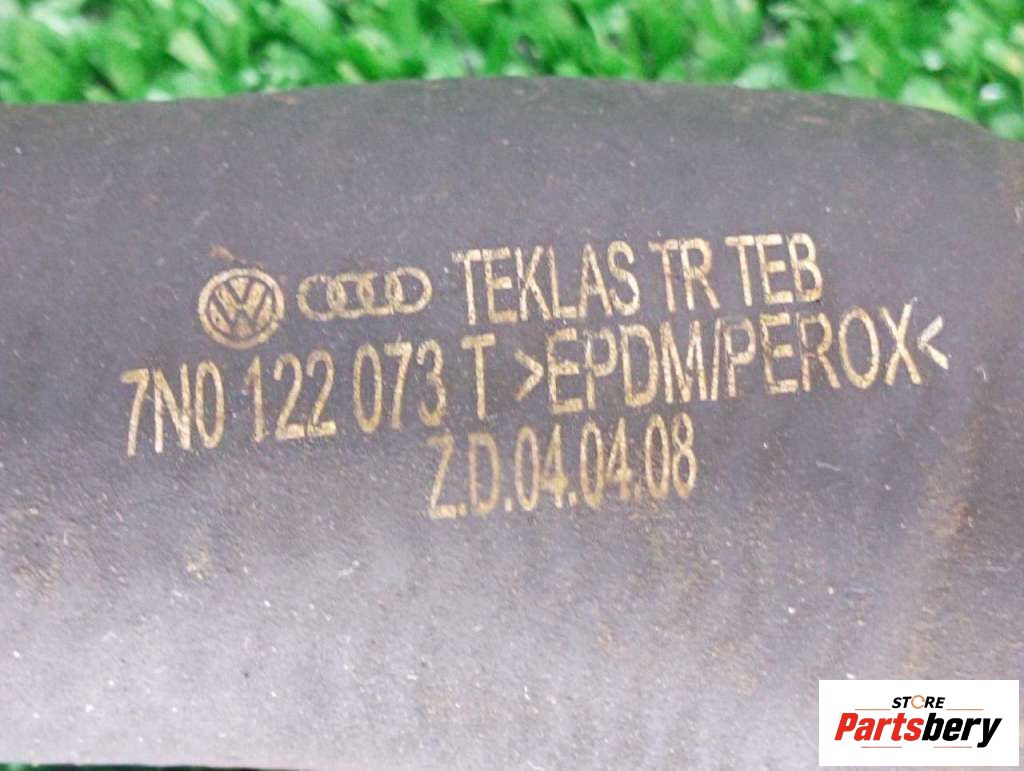 TEKLAS TR TEB
7N0 122 073 T >EPDM/PEROX<
Z.D.04.04.08
STORE
Partsbery